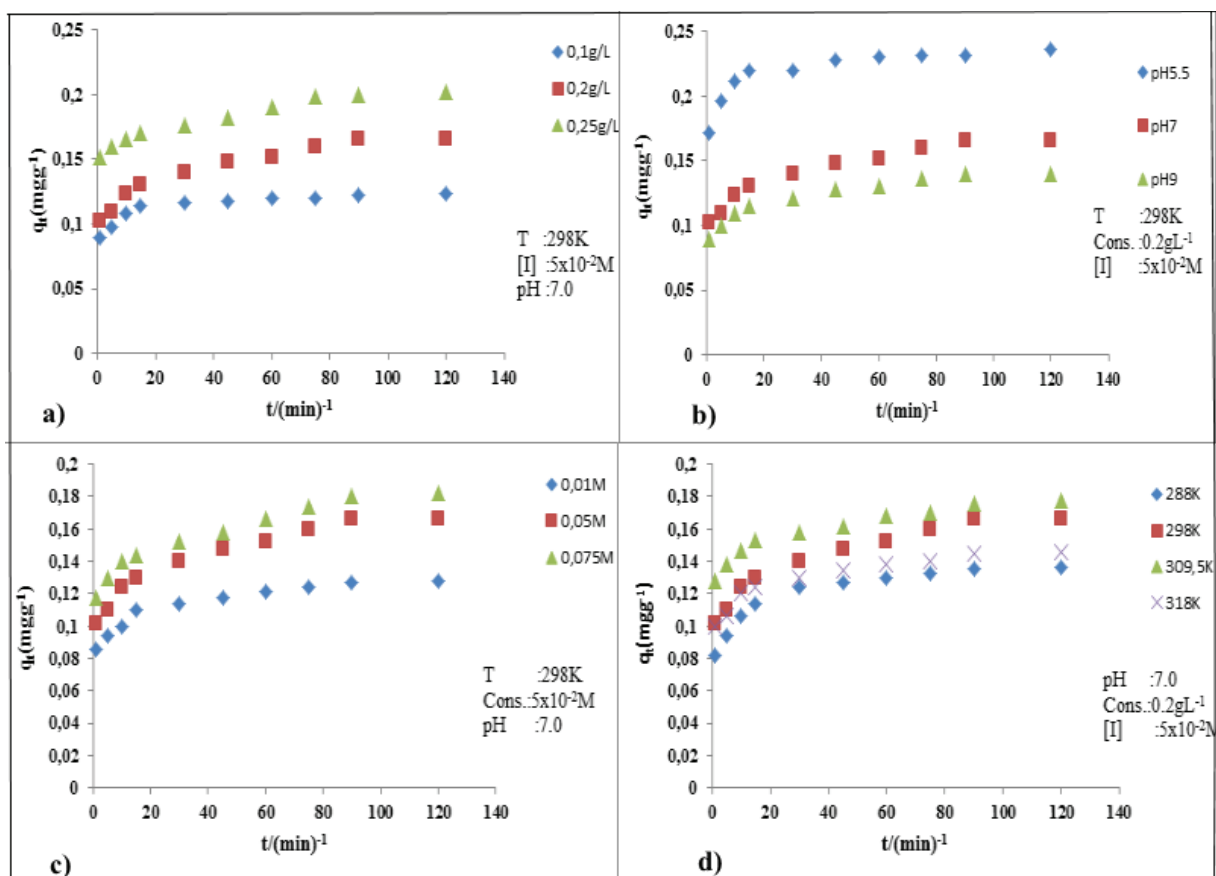 0,25
0,2
0,15
0,1
0,05
0
qt(mgg-1)
0 20 40 60 80 100 120 140
t/(min)-1
0,1g/L
0,2g/L
0,25g/L
T :298K
[I] :5x10-2M
pH :7.0
a)
0,25
0,2
0,15
0,1
0,05
0
qt(mgg-1)
0 20 40 60 80 100 120 140
t/(min)-1
pH5.5
pH7
pH9
T :298K
Cons. :0.2gL-1
[I] :5x10-2M
b)
0,2
0,18
0,16
0,14
0,12
0,1
0,08
0,06
0,04
0,02
0
qt(mgg-1)
0 20 40 60 80 100 120 140
t/(min)-1
0,01M
0,05M
0,075M
T :298K
Cons.:5x10-2M
pH :7.0
c)
0,2
0,18
0,16
0,14
0,12
0,1
0,08
0,06
0,04
0,02
0
qt(mgg-1)
0 20 40 60 80 100 120 140
t/(min)-1
288K
298K
309,5K
318K
pH :7.0
Cons.:0.2gL-1
[I] :5x10-2M
d)